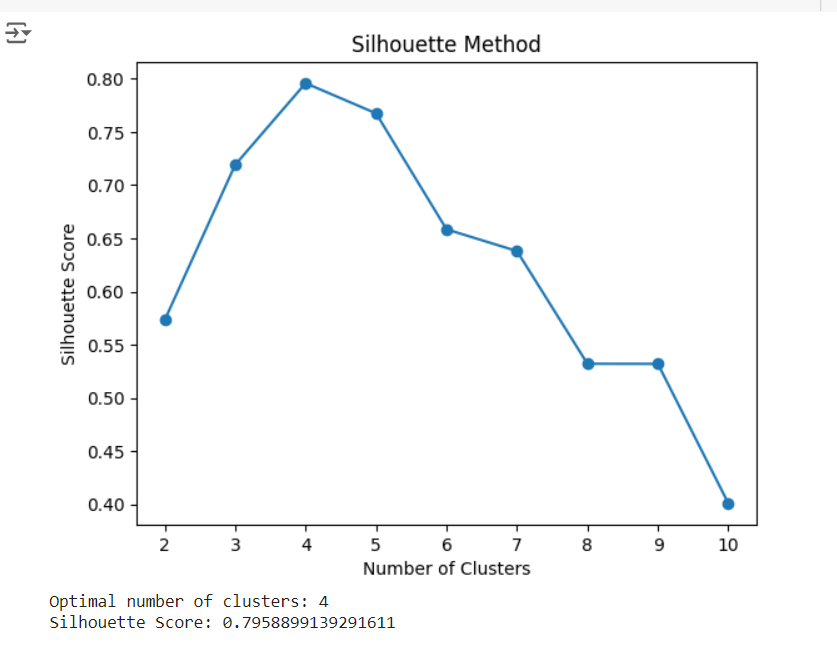 Silhouette Method
0.80
0.75
0.70
0.65
0.60
0.55
0.50
0.45
0.40
Silhouette Score
2 3 4 5 6 7 8 9 10
Number of Clusters
Optimal number of clusters: 4
Silhouette Score: 0.7958899139291611